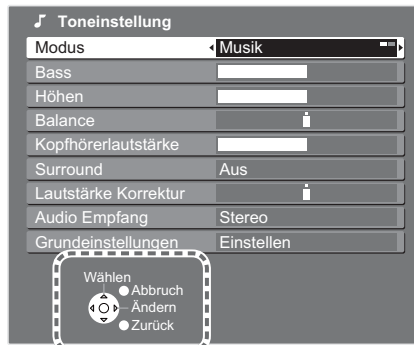 Toneinstellung
Modus Musik
Bass
Höhen
Balance
Kopfhörerlautstärke
Surround Aus
Lautstärke Korrektur
Audio Empfang Stereo
Grundeinstellungen Einstellen
Wählen
Abbruch
Ändern
Zurück